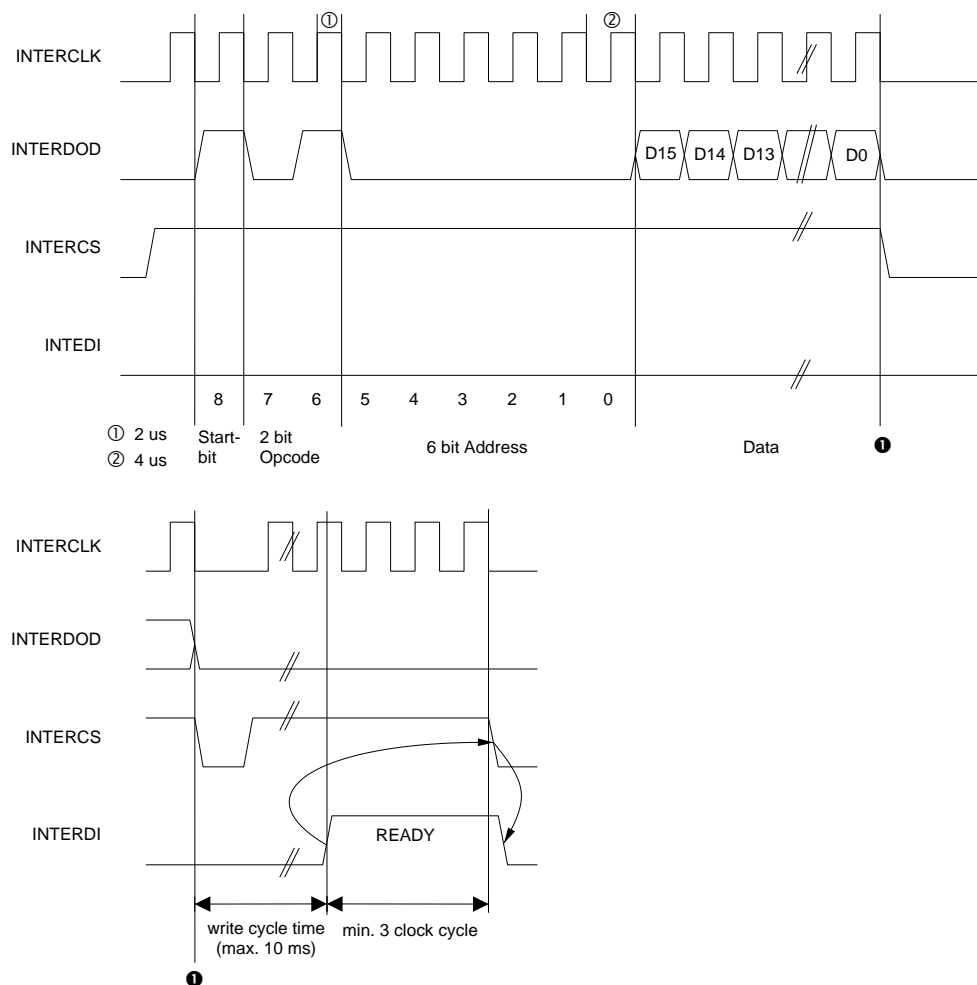 ① ②
INTERCLK
INTERDOD
D15 D14 D13 D0
INTERCS
INTEDI
8 7 6 5 4 3 2 1 0
① 2 us
② 4 us
Start-
bit
2 bit
Opcode
6 bit Address
Data
❶
INTERCLK
INTERDOD
INTERCS
INTERDI
READY
write cycle time
(max. 10 ms)
min. 3 clock cycle
❶